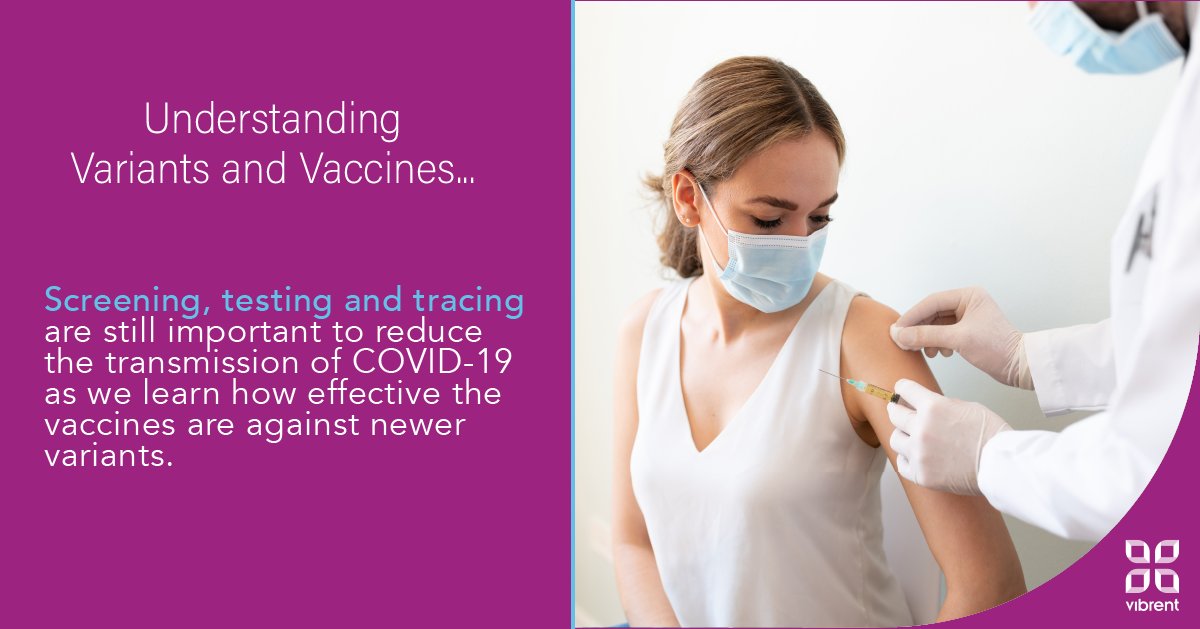 Understanding
Variants and Vaccines...
Screening, testing and tracing
are still important to reduce
the transmission of COVID-19
as we learn how effective the
vaccines are against newer
variants.
vibrent